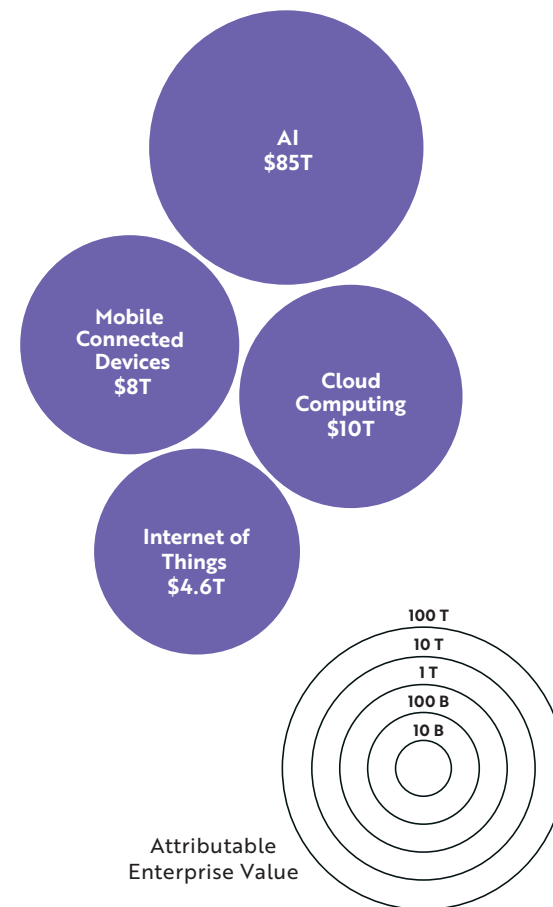 AI
$85T
Mobile
Connected
Devices
$8T
Cloud
Computing
$10T
Internet of
Things
$4.6T
100 T
10 T
1 T
100 B
10 B
Attributable
Enterprise Value